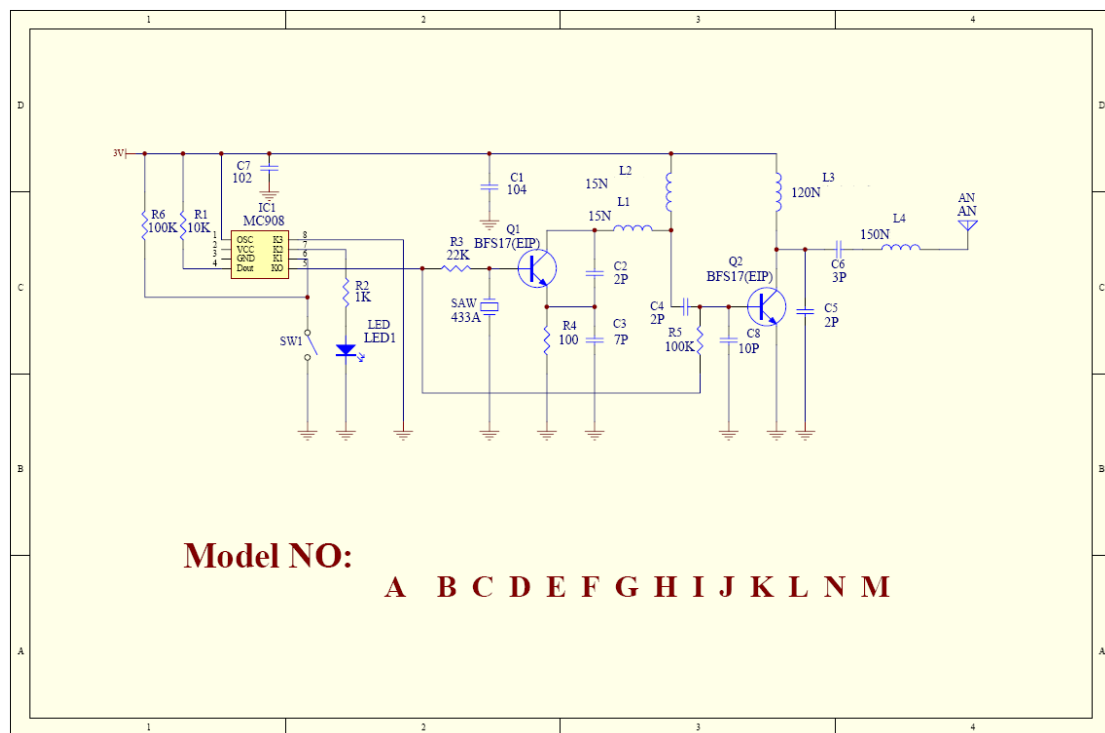 1 2 3 4
D D
3V
C7
102
C1
104
L2
15N
L3
120N
L1
15N
R6
100K
R1
10K
IC1
MC908
1 OSC K3 8
2 VCC K2 7
3 GND K1 6
4 Dout K0 5
R3
22K
Q1
BFS17(EIP)
AN
AN
L4
150N
C6
3P
C C
R2
1K
SAW
433A
C2
2P
Q2
BFS17(EIP)
C4
2P
C5
2P
SW1
LED
LED1
R4
100
C3
7P
R5
100K
C8
10P
B B
Model NO:
A B C D E F G H I J K L N M
A A
1 2 3 4